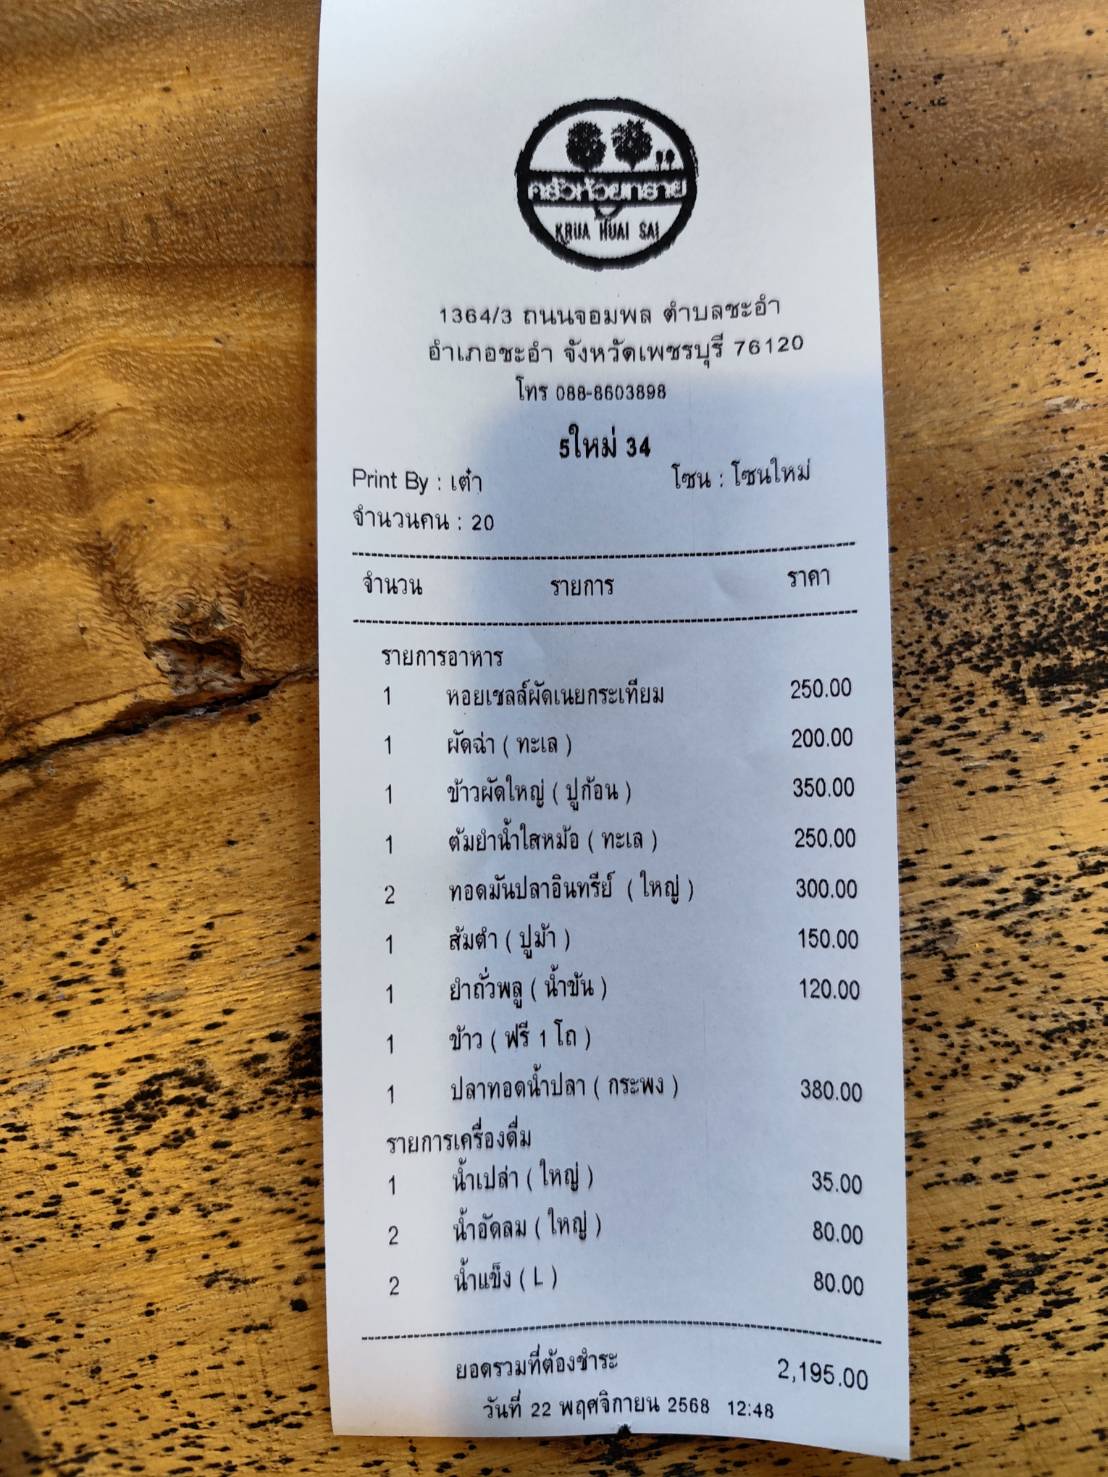 ครัวห้วยทราย
KRUA HUAI SAI
1364/3 ถนนจอมพล ตำบลชะอำ
อำเภอชะอำ จังหวัดเพชรบุรี 76120
โทร 088-8603898
5ใหม่ 34
Print By : เต๋า โซน : โซนใหม่
จำนวนคน : 20
จำนวน รายการ ราคา
รายการอาหาร
1 หอยเชลล์ผัดเนยกระเทียม 250.00
1 ผัดฉ่า ( ทะเล ) 200.00
1 ข้าวผัดใหญ่ ( ปูก้อน ) 350.00
1 ต้มยำน้ำใสหม้อ ( ทะเล ) 250.00
2 ทอดมันปลาอินทรีย์ ( ใหญ่ ) 300.00
1 ส้มตำ ( ปูม้า ) 150.00
1 ยำถั่วพลู ( น้ำข้น ) 120.00
1 ข้าว ( ฟรี 1 โถ )
1 ปลาทอดน้ำปลา ( กระพง ) 380.00
รายการเครื่องดื่ม
1 น้ำเปล่า ( ใหญ่ ) 35.00
2 น้ำอัดลม ( ใหญ่ ) 80.00
2 น้ำแข็ง ( L ) 80.00
ยอดรวมที่ต้องชำระ 2,195.00
วันที่ 22 พฤศจิกายน 2568 12:48